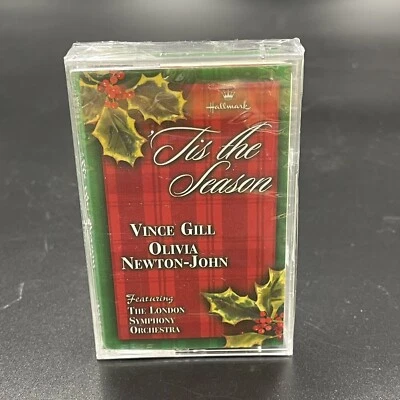 Hallmark
'Tis the
Season
VINCE GILL
OLIVIA
NEWTON-JOHN
Featuring
THE LONDON
SYMPHONY
ORCHESTRA